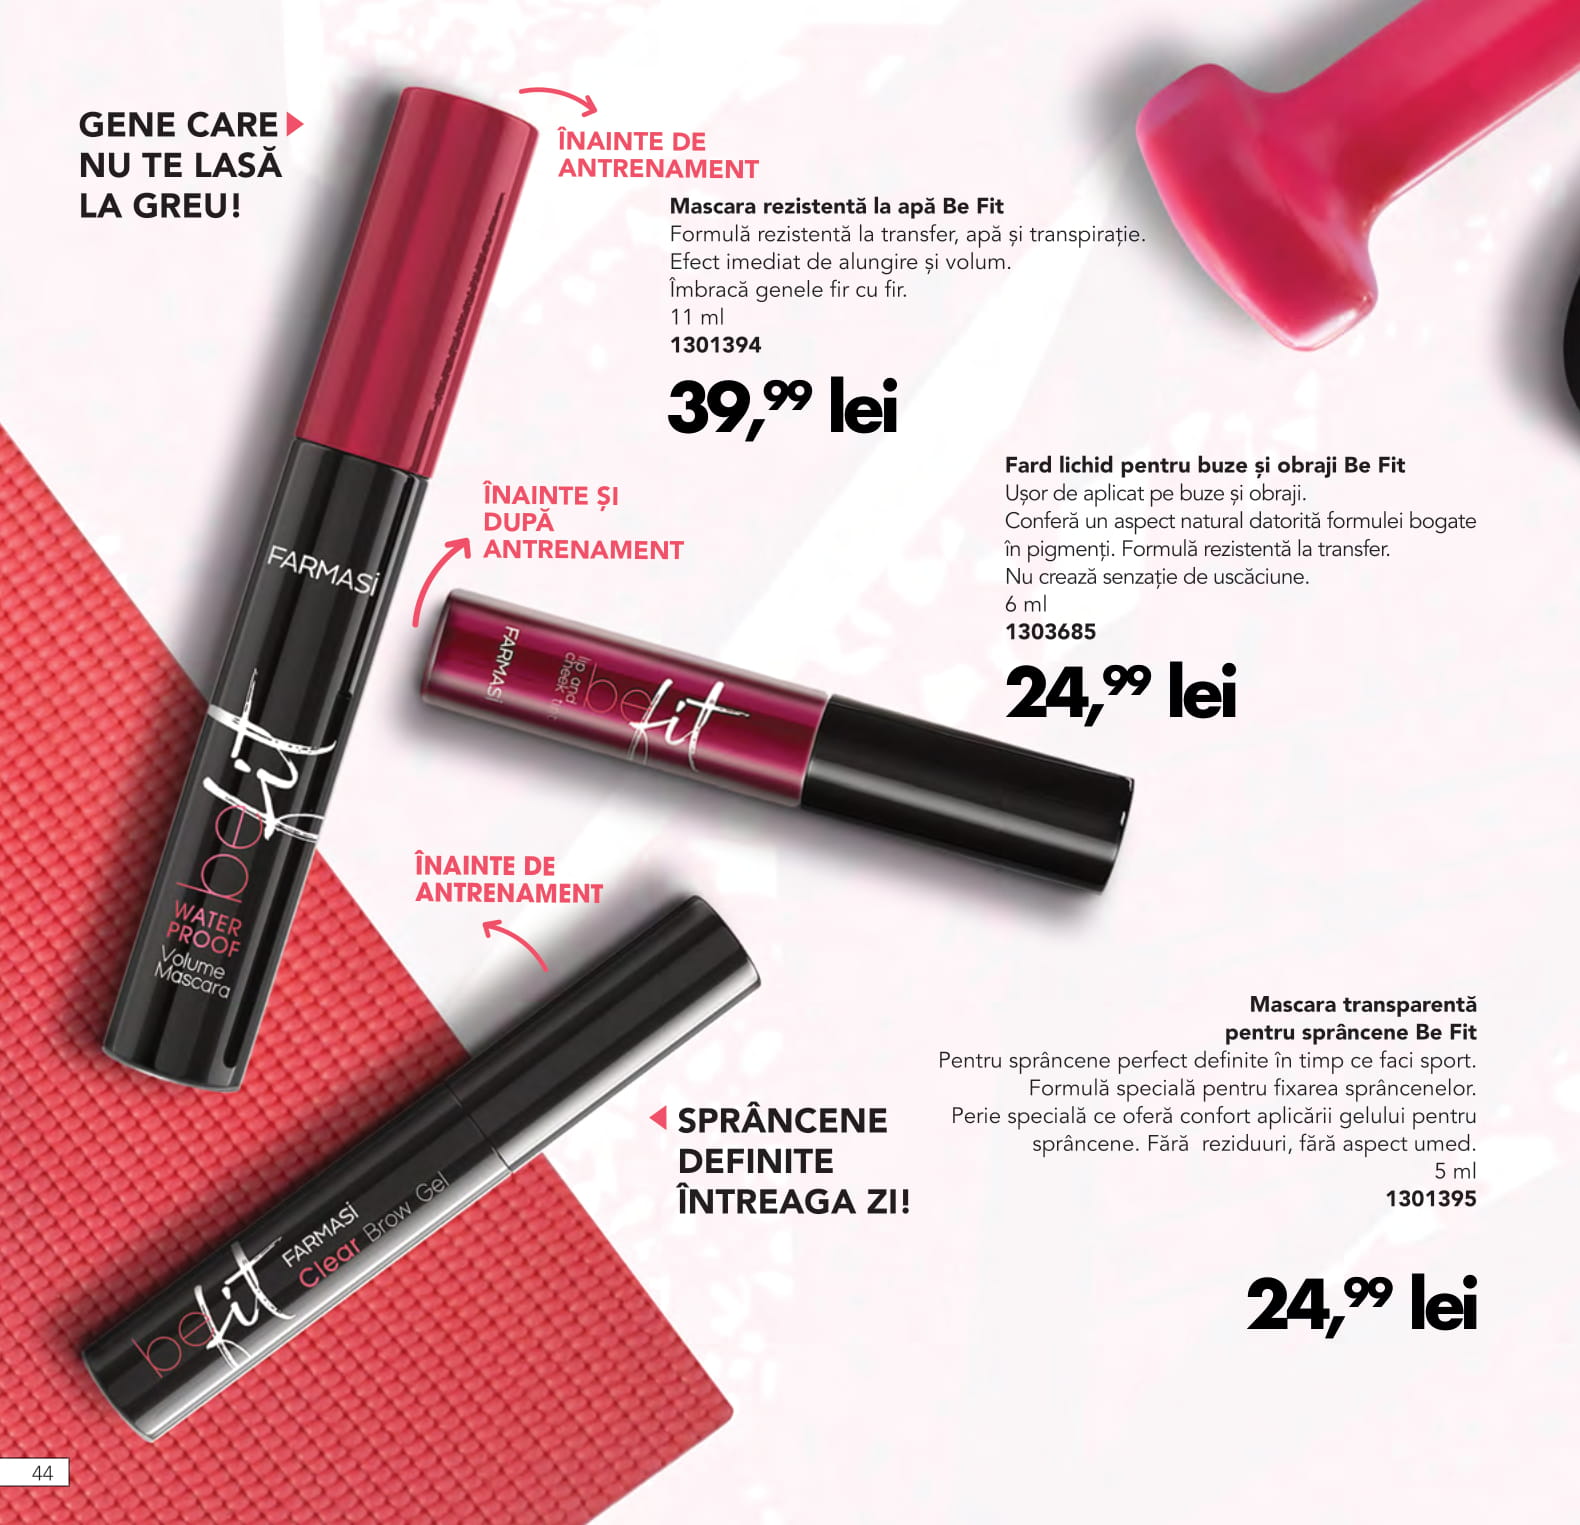 GENE CARE
NU TE LASĂ
LA GREU!
ÎNAINTE DE
ANTRENAMENT
Mascara rezistentă la apă Be Fit
Formulă rezistentă la transfer, apă și transpirație.
Efect imediat de alungire și volum.
Îmbracă genele fir cu fir.
11 ml
1301394
39,99 lei
FARMASi
be fit
WATER
PROOF
Volume
Mascara
ÎNAINTE ȘI
DUPĂ
ANTRENAMENT
Fard lichid pentru buze și obraji Be Fit
Ușor de aplicat pe buze și obraji.
Conferă un aspect natural datorită formulei bogate
în pigmenți. Formulă rezistentă la transfer.
Nu crează senzație de uscăciune.
6 ml
1303685
24,99 lei
FARMASi
lip and
cheek tint
be fit
ÎNAINTE DE
ANTRENAMENT
SPRÂNCENE
DEFINITE
ÎNTREAGA ZI!
Mascara transparentă
pentru sprâncene Be Fit
Pentru sprâncene perfect definite în timp ce faci sport.
Formulă specială pentru fixarea sprâncenelor.
Perie specială ce oferă confort aplicării gelului pentru
sprâncene. Fără  reziduuri, fără aspect umed.
5 ml
1301395
24,99 lei
be fit
FARMASi
Clear Brow Gel
44